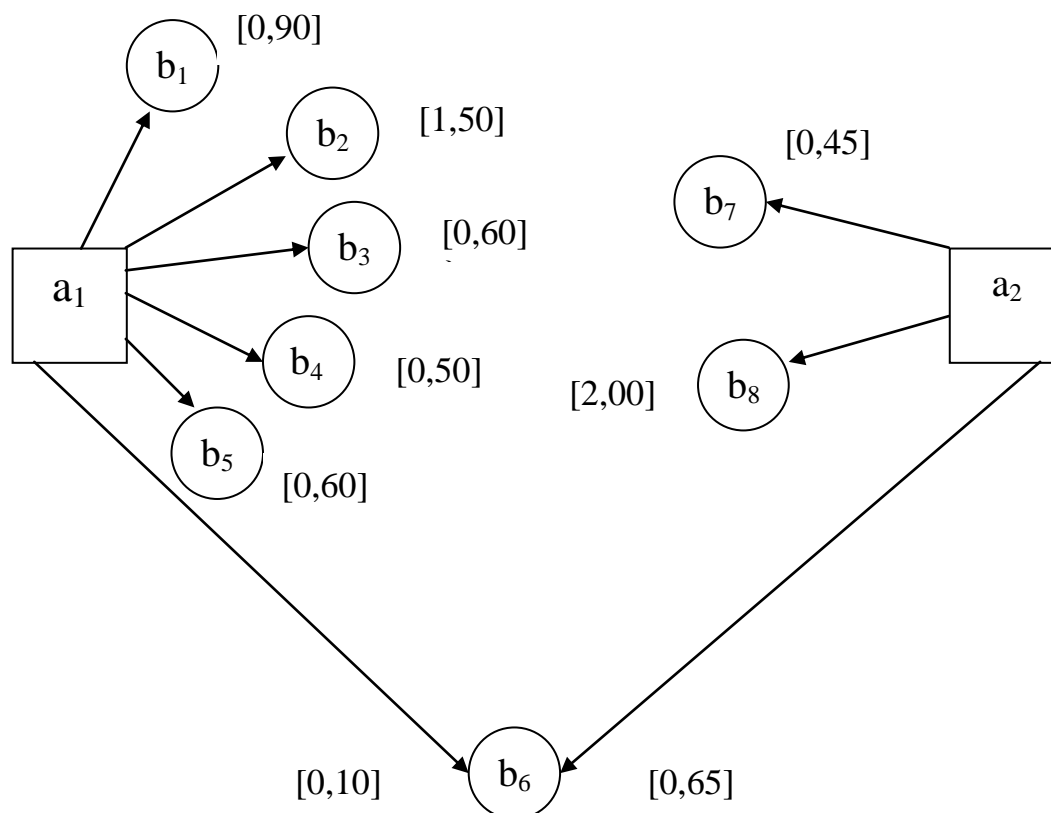 b₁ [0,90]
b₂ [1,50]
b₃ [0,60]
b₄ [0,50]
b₅ [0,60]
a₁
b₇ [0,45]
a₂
[2,00] b₈
[0,10] b₆ [0,65]